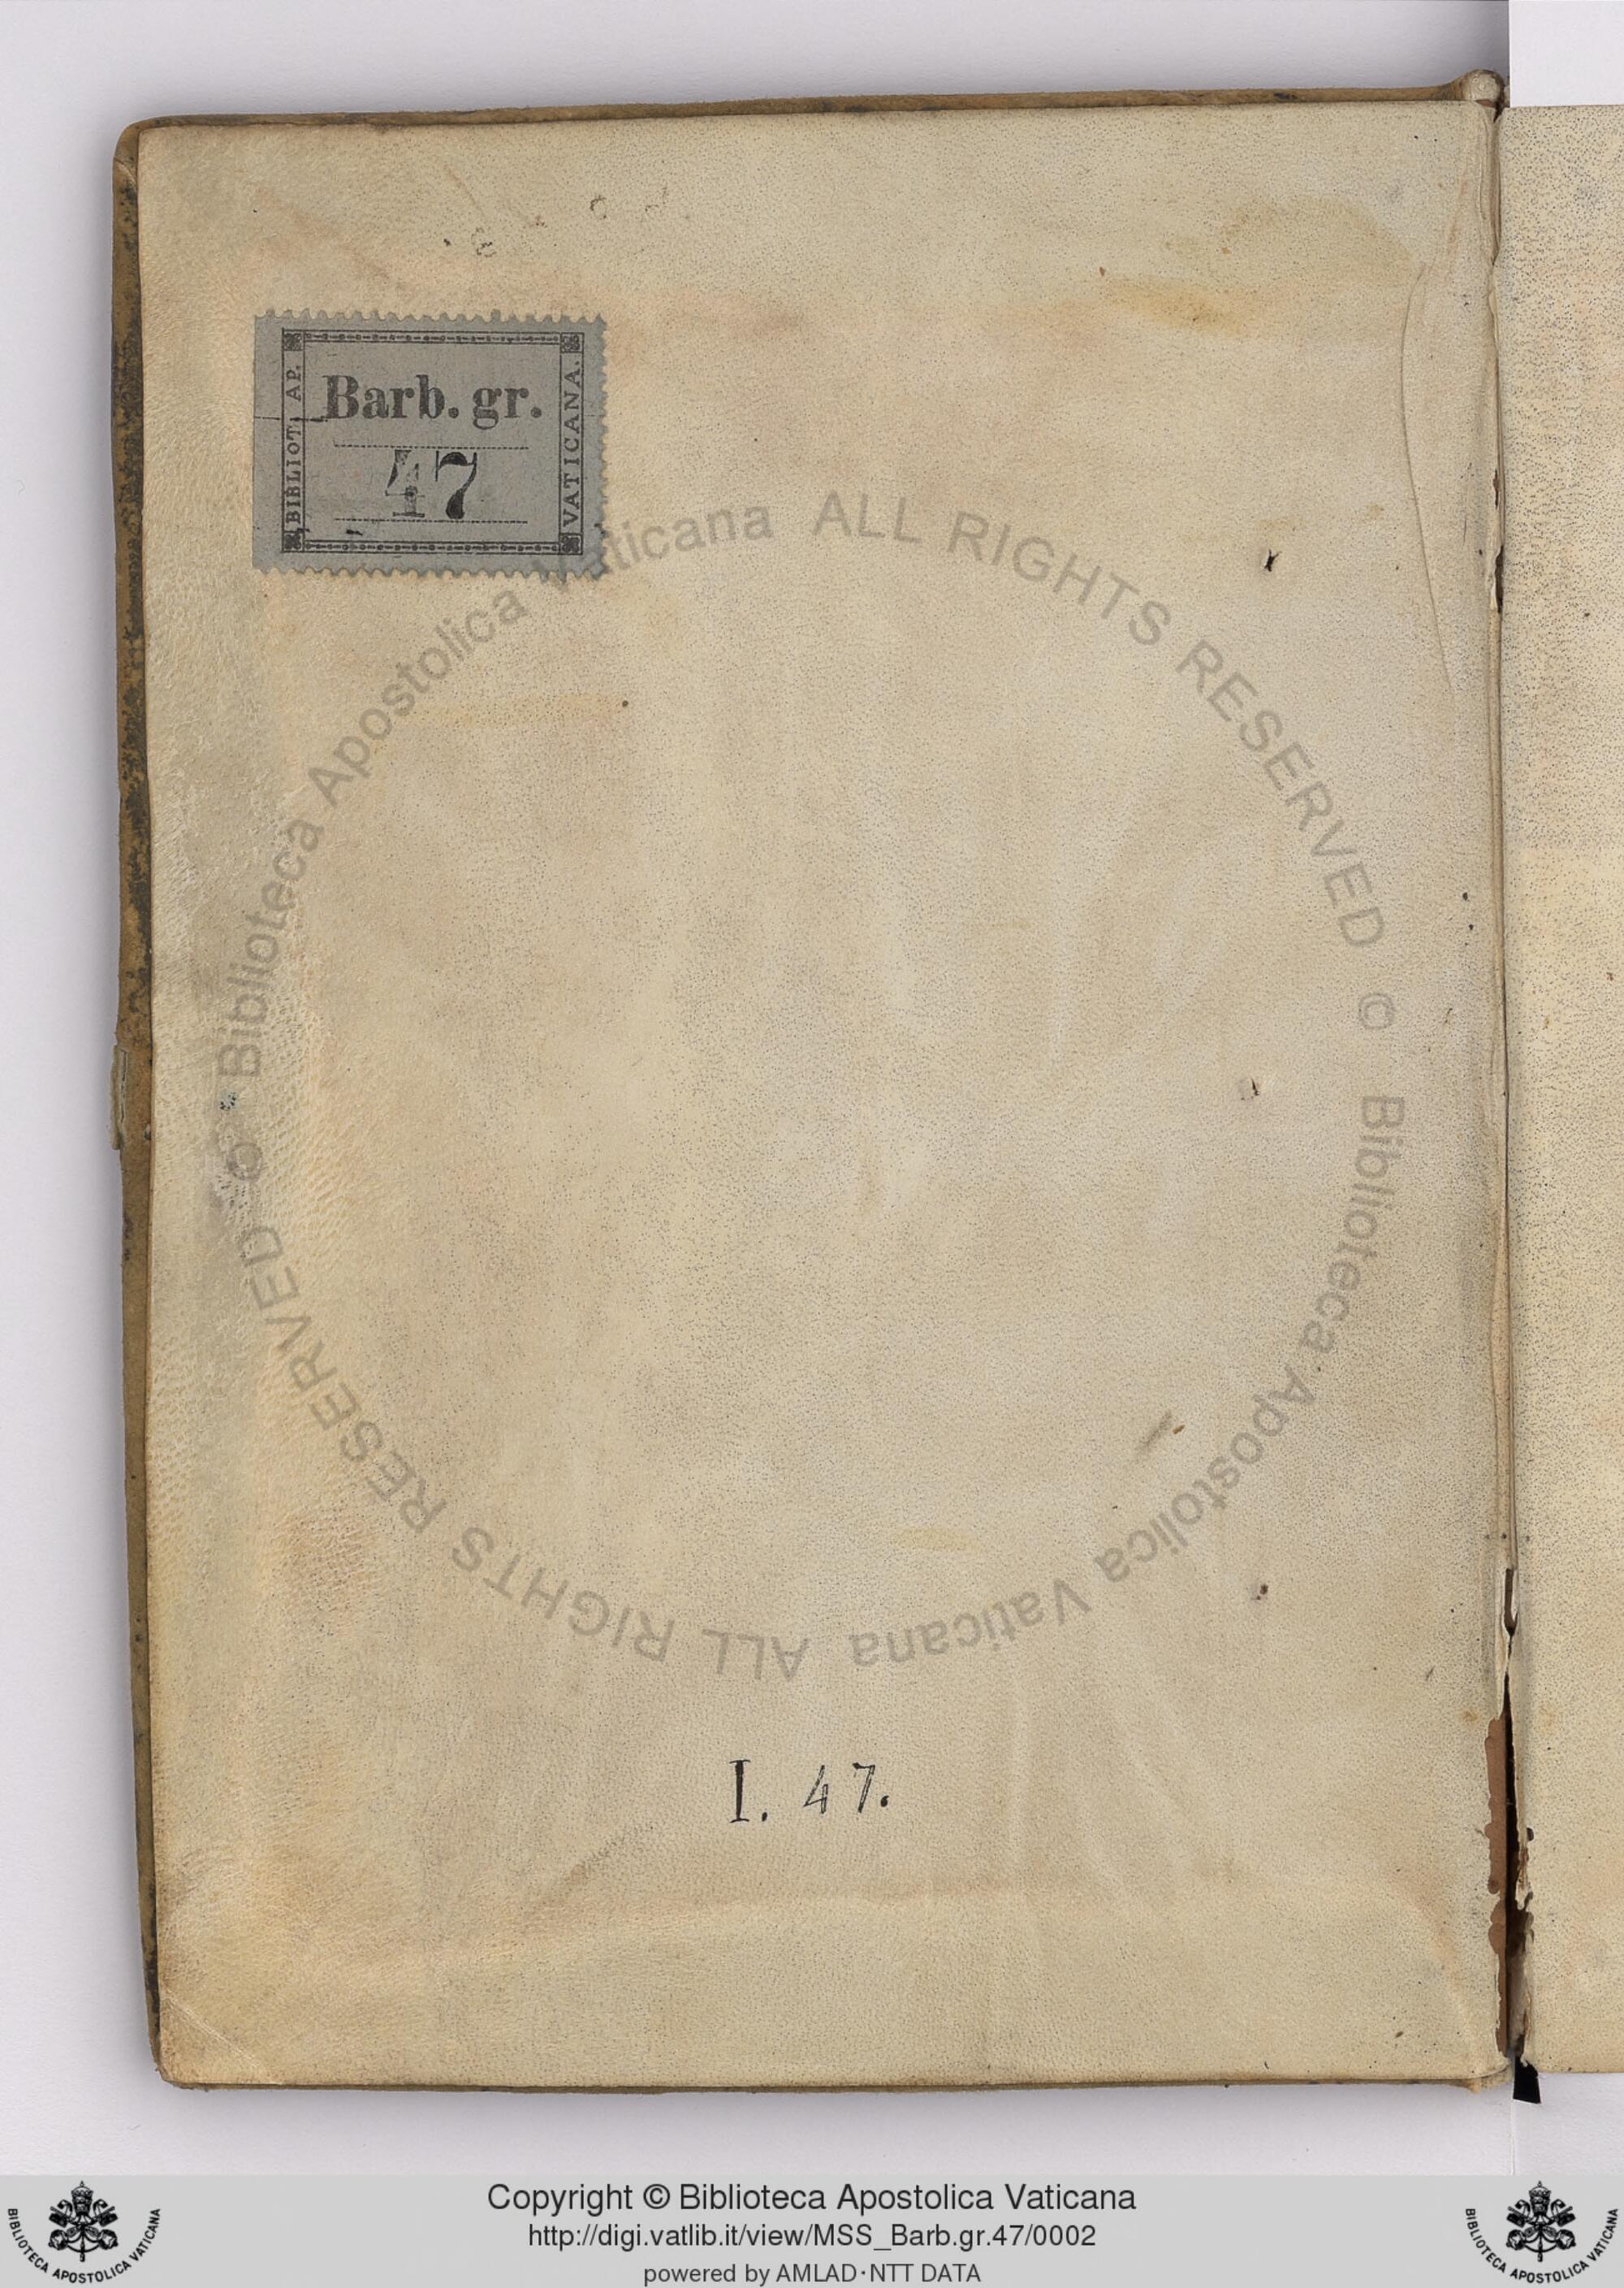 BIBLIOT. AP.
Barb. gr.
47
VATICANA.
© Biblioteca Apostolica Vaticana ALL RIGHTS RESERVED © Biblioteca Apostolica Vaticana ALL RIGHTS RESERVED
I. 47.
Copyright © Biblioteca Apostolica Vaticana
http://digi.vatlib.it/view/MSS_Barb.gr.47/0002
powered by AMLAD·NTT DATA
BIBLIOTECA APOSTOLICA VATICANA
BIBLIOTECA APOSTOLICA VATICANA